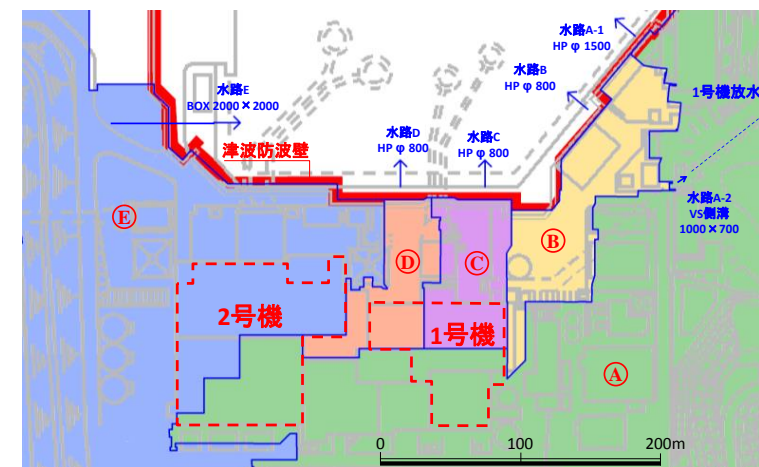 水路A-1
HP φ 1500
水路B
HP φ 800
水路E
BOX 2000×2000
1号機放水
水路D
HP φ 800
水路C
HP φ 800
津波防波壁
水路A-2
VS側溝
1000×700
Ⓔ
Ⓑ
Ⓓ
Ⓒ
2号機
1号機
Ⓐ
0 100 200m